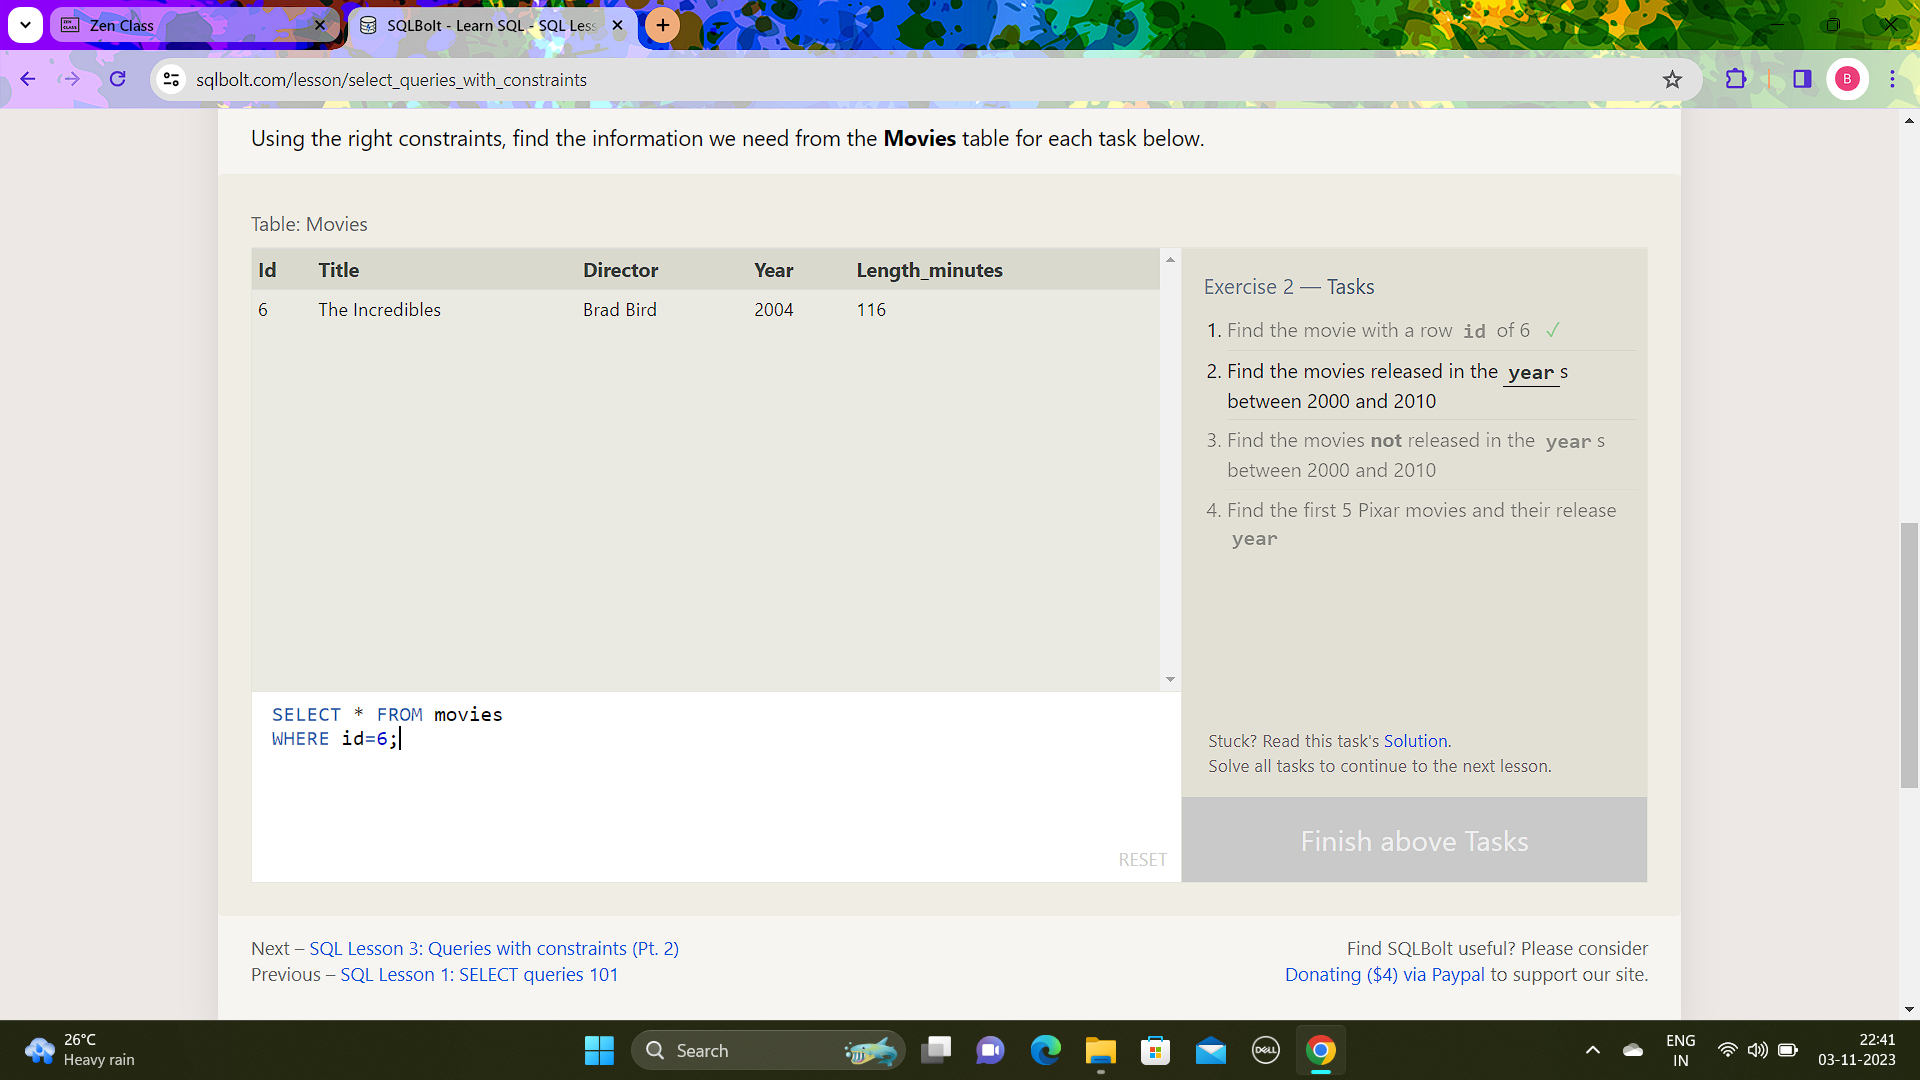 Zen Class
SQLBolt - Learn SQL - SQL Less
sqlbolt.com/lesson/select_queries_with_constraints
B
Using the right constraints, find the information we need from the Movies table for each task below.
Table: Movies
Id Title Director Year Length_minutes
6 The Incredibles Brad Bird 2004 116
Exercise 2 — Tasks
1. Find the movie with a row id of 6 ✓
2. Find the movies released in the years
between 2000 and 2010
3. Find the movies not released in the years
between 2000 and 2010
4. Find the first 5 Pixar movies and their release
year
SELECT * FROM movies
WHERE id=6;
RESET
Stuck? Read this task's Solution.
Solve all tasks to continue to the next lesson.
Finish above Tasks
Next – SQL Lesson 3: Queries with constraints (Pt. 2)
Previous – SQL Lesson 1: SELECT queries 101
Find SQLBolt useful? Please consider
Donating ($4) via Paypal to support our site.
26°C
Heavy rain
Search
DELL
ENG
IN
22:41
03-11-2023